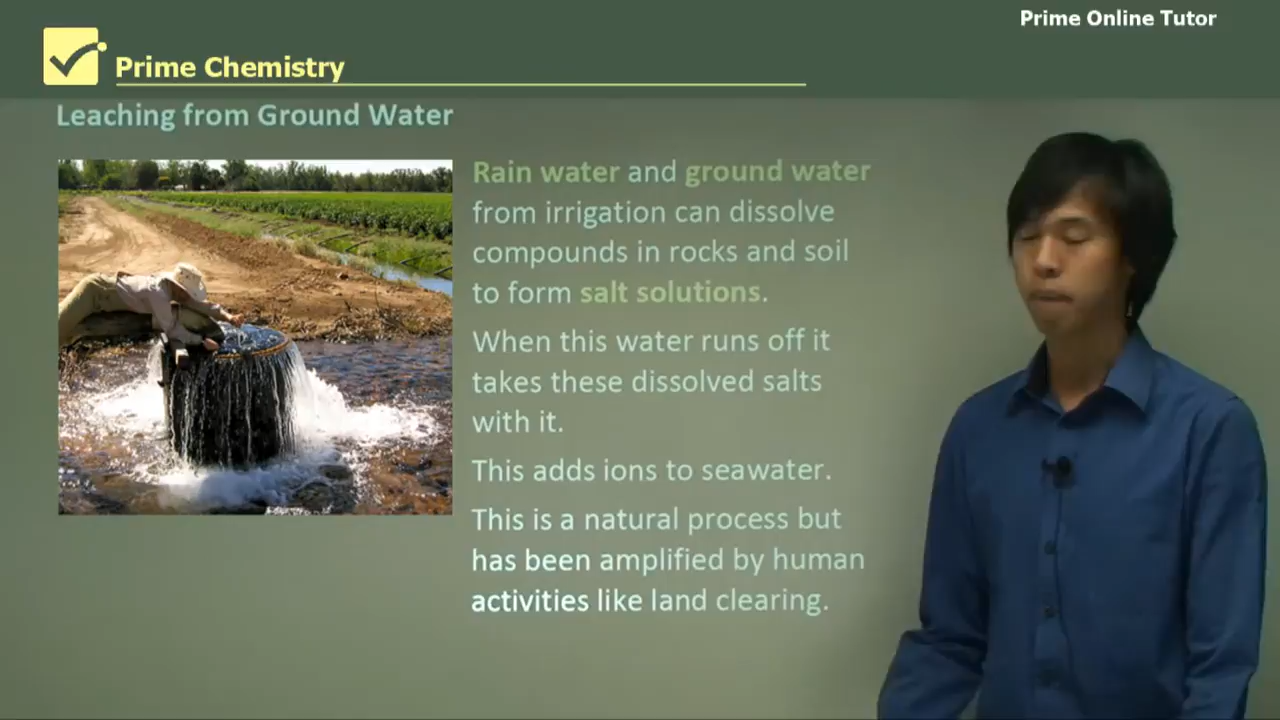 Prime Online Tutor
Prime Chemistry
Leaching from Ground Water
Rain water and ground water
from irrigation can dissolve
compounds in rocks and soil
to form salt solutions.
When this water runs off it
takes these dissolved salts
with it.
This adds ions to seawater.
This is a natural process but
has been amplified by human
activities like land clearing.